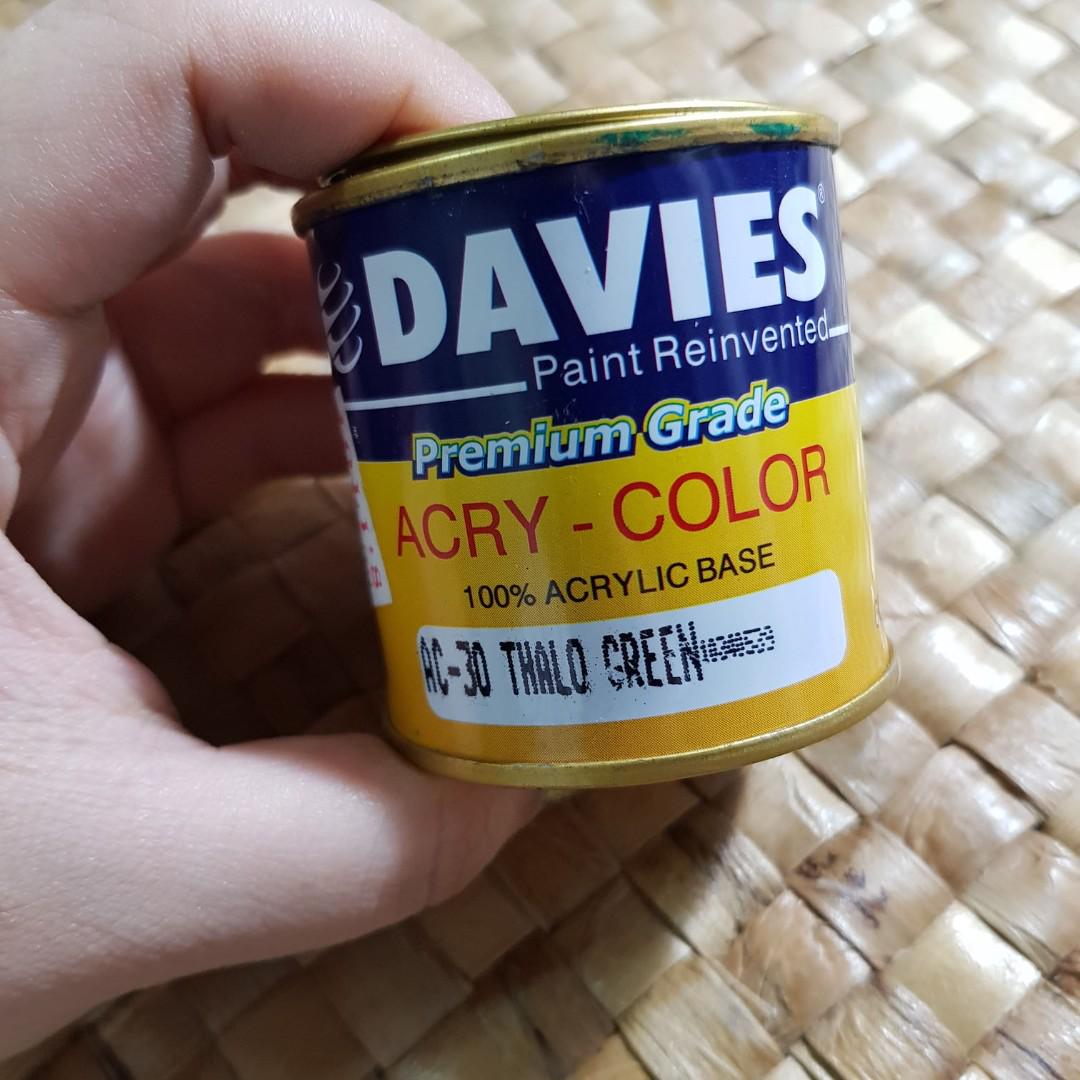 DAVIES®
Paint Reinvented
Premium Grade
ACRY - COLOR
100% ACRYLIC BASE
AC-30 THALO GREEN